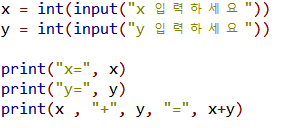 x = int(input("x 입력하세요"))
y = int(input("y 입력하세요"))
print("x=", x)
print("y=", y)
print(x , "+", y, "=", x+y)